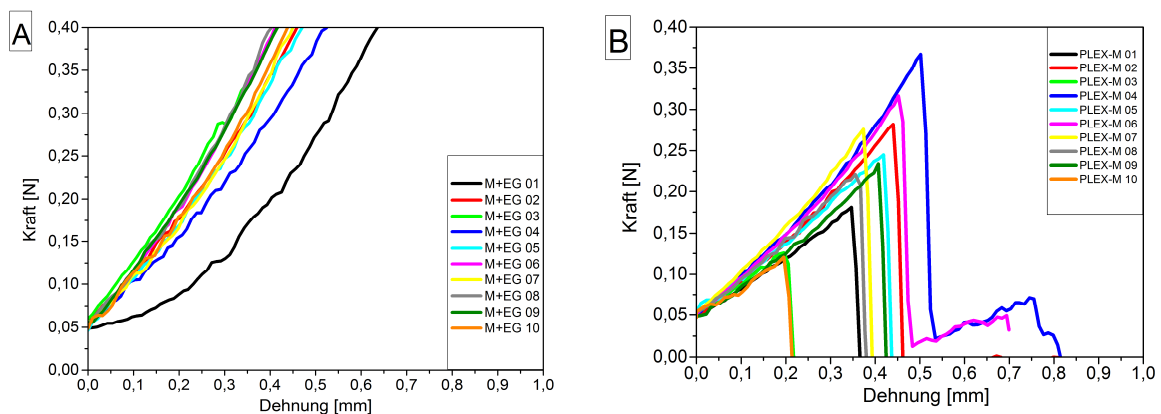 A
Kraft [N]
0,40
0,35
0,30
0,25
0,20
0,15
0,10
0,05
0,00
0,0 0,1 0,2 0,3 0,4 0,5 0,6 0,7 0,8 0,9 1,0
Dehnung [mm]
M+EG 01
M+EG 02
M+EG 03
M+EG 04
M+EG 05
M+EG 06
M+EG 07
M+EG 08
M+EG 09
M+EG 10
B
Kraft [N]
0,40
0,35
0,30
0,25
0,20
0,15
0,10
0,05
0,00
0,0 0,1 0,2 0,3 0,4 0,5 0,6 0,7 0,8 0,9 1,0
Dehnung [mm]
PLEX-M 01
PLEX-M 02
PLEX-M 03
PLEX-M 04
PLEX-M 05
PLEX-M 06
PLEX-M 07
PLEX-M 08
PLEX-M 09
PLEX-M 10